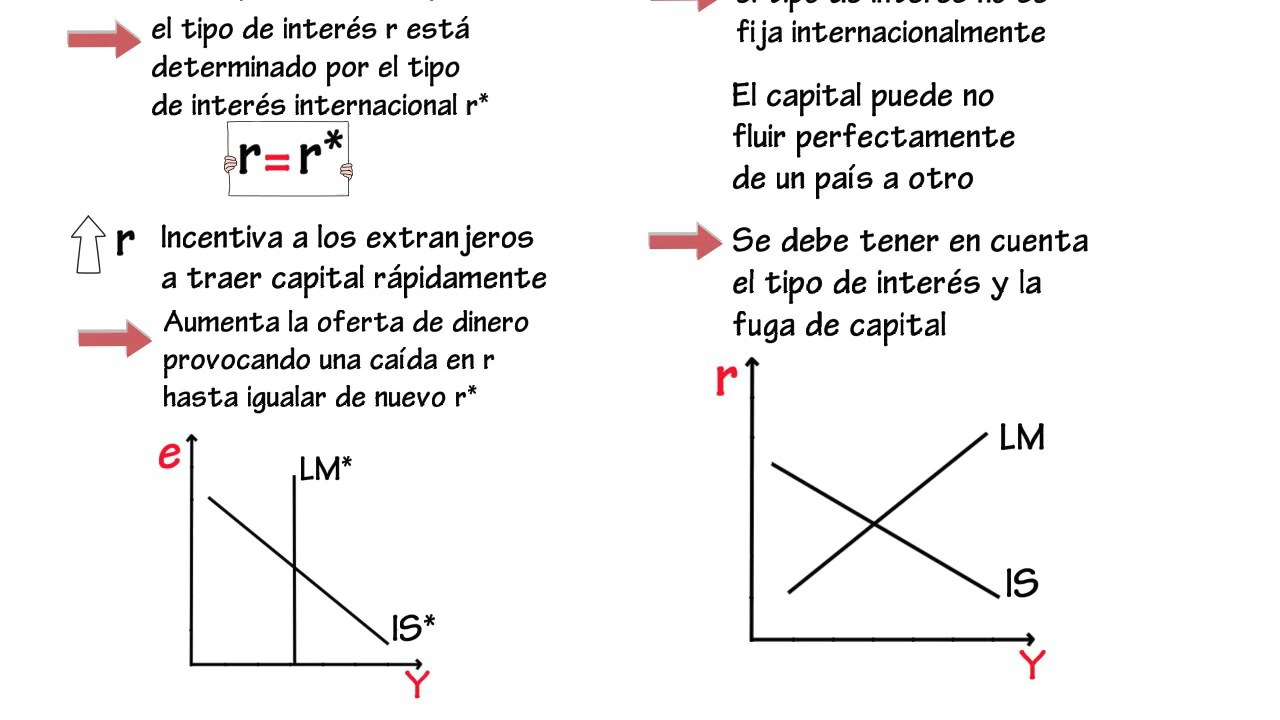 el tipo de interés r está
determinado por el tipo
de interés internacional r*
r=r*
r Incentiva a los extranjeros
a traer capital rápidamente
Aumenta la oferta de dinero
provocando una caída en r
hasta igualar de nuevo r*
e
LM*
IS*
Y
fija internacionalmente
El capital puede no
fluir perfectamente
de un país a otro
Se debe tener en cuenta
el tipo de interés y la
fuga de capital
r
LM
IS
Y